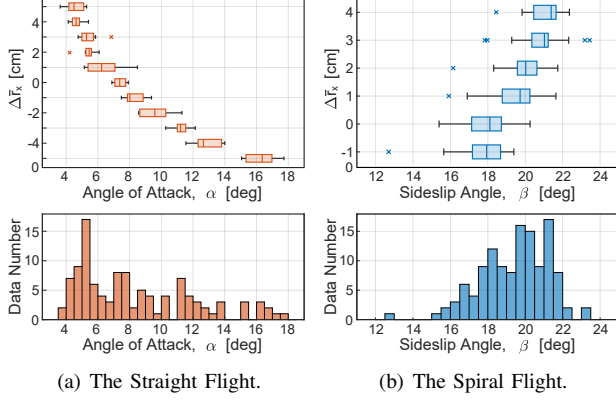 4
2
0
-2
-4
0
Δr̄ₓ [cm]
4 6 8 10 12 14 16 18
Angle of Attack, α [deg]
4
3
2
1
0
-1
Δr̄ₓ [cm]
12 14 16 18 20 22 24
Sideslip Angle, β [deg]
15
10
5
0
Data Number
4 6 8 10 12 14 16 18
Angle of Attack, α [deg]
15
10
5
0
Data Number
12 14 16 18 20 22 24
Sideslip Angle, β [deg]
(a) The Straight Flight.
(b) The Spiral Flight.